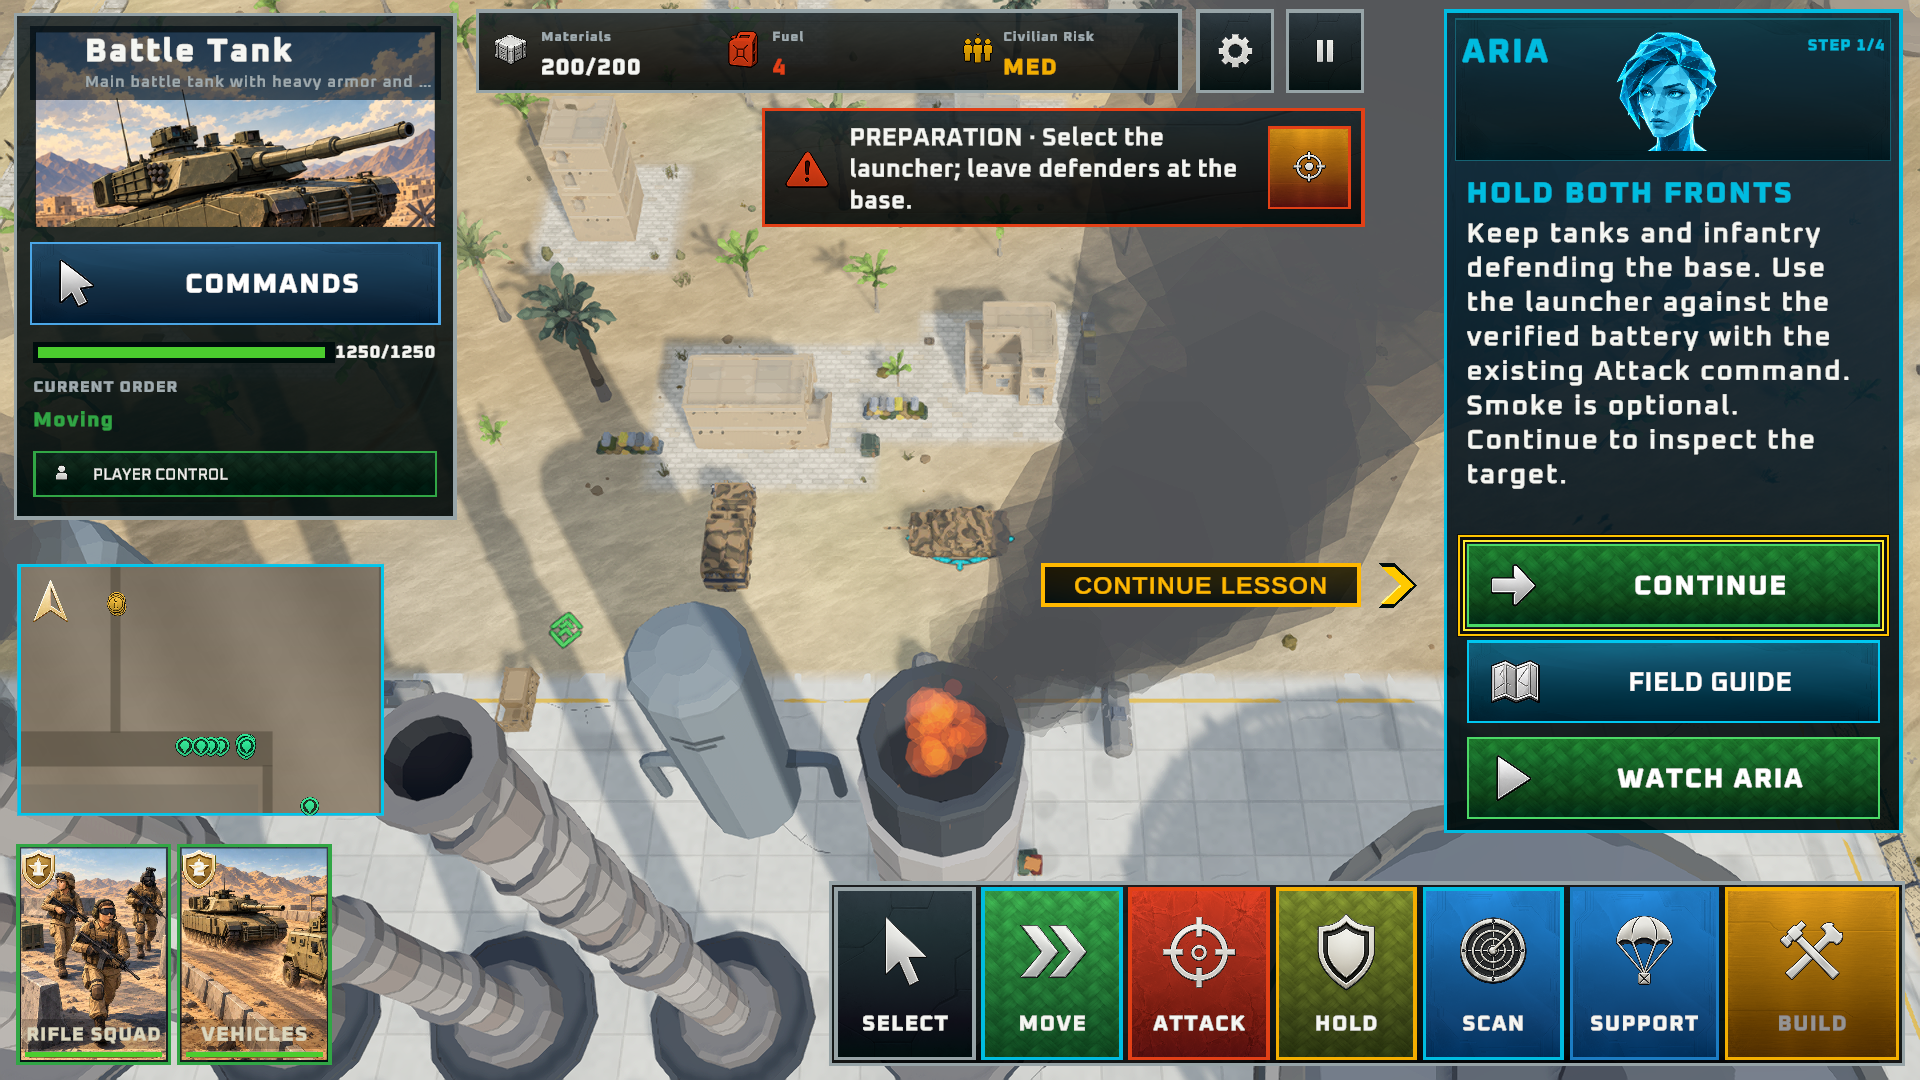 Battle Tank
Main battle tank with heavy armor and ...
COMMANDS
1250/1250
CURRENT ORDER
Moving
PLAYER CONTROL
Materials
200/200
Fuel
4
Civilian Risk
MED
PREPARATION · Select the
launcher; leave defenders at the
base.
ARIA
STEP 1/4
HOLD BOTH FRONTS
Keep tanks and infantry
defending the base. Use
the launcher against the
verified battery with the
existing Attack command.
Smoke is optional.
Continue to inspect the
target.
CONTINUE LESSON
CONTINUE
FIELD GUIDE
WATCH ARIA
RIFLE SQUAD
VEHICLES
SELECT
MOVE
ATTACK
HOLD
SCAN
SUPPORT
BUILD